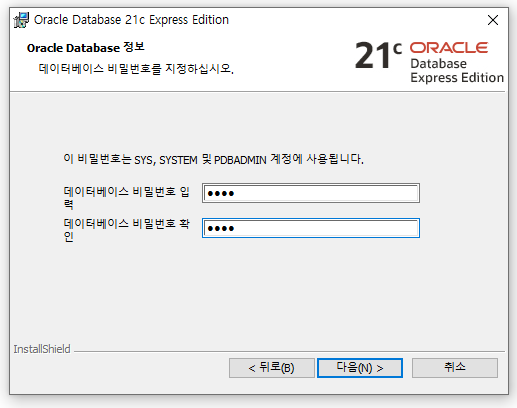 Oracle Database 21c Express Edition
Oracle Database 정보
데이터베이스 비밀번호를 지정하십시오.
21c ORACLE
Database
Express Edition
이 비밀번호는 SYS, SYSTEM 및 PDBADMIN 계정에 사용됩니다.
데이터베이스 비밀번호 입
력
●●●●
데이터베이스 비밀번호 확
인
●●●●
InstallShield
< 뒤로(B)
다음(N) >
취소